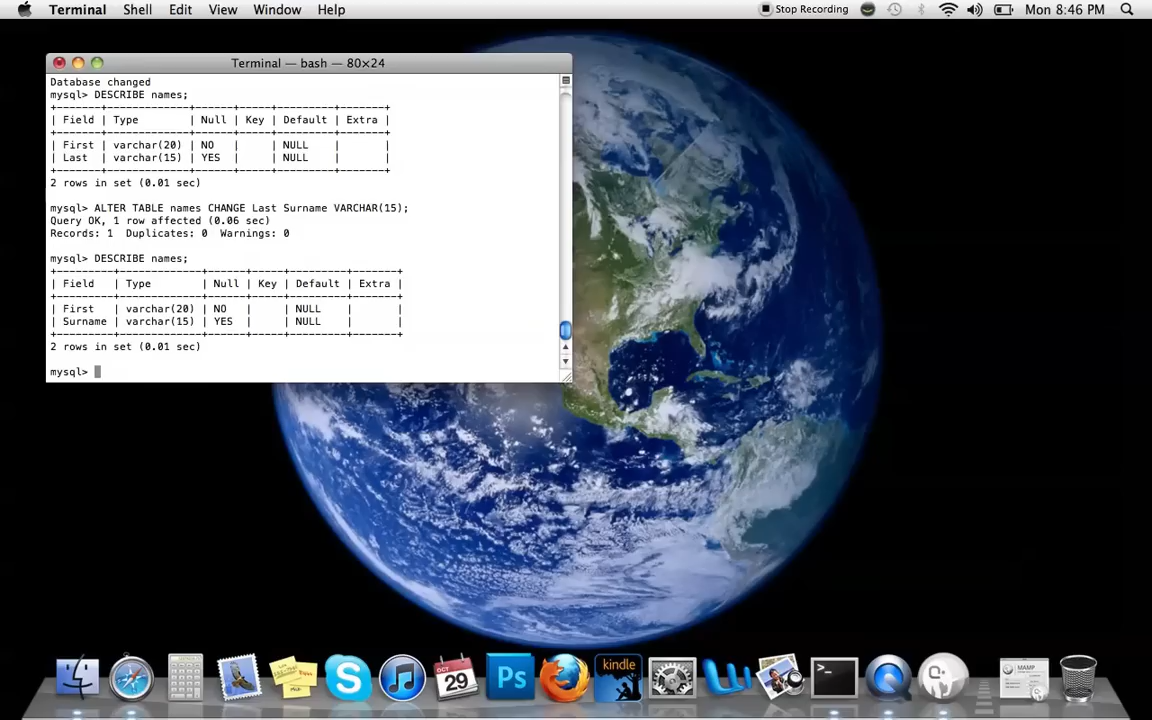 Terminal Shell Edit View Window Help Stop Recording Mon 8:46 PM
Terminal — bash — 80×24
Database changed
mysql> DESCRIBE names;
+-------+-------------+------+-----+---------+-------+
| Field | Type        | Null | Key | Default | Extra |
+-------+-------------+------+-----+---------+-------+
| First | varchar(20) | NO   |     | NULL    |       |
| Last  | varchar(15) | YES  |     | NULL    |       |
+-------+-------------+------+-----+---------+-------+
2 rows in set (0.01 sec)
mysql> ALTER TABLE names CHANGE Last Surname VARCHAR(15);
Query OK, 1 row affected (0.06 sec)
Records: 1  Duplicates: 0  Warnings: 0
mysql> DESCRIBE names;
+---------+-------------+------+-----+---------+-------+
| Field   | Type        | Null | Key | Default | Extra |
+---------+-------------+------+-----+---------+-------+
| First   | varchar(20) | NO   |     | NULL    |       |
| Surname | varchar(15) | YES  |     | NULL    |       |
+---------+-------------+------+-----+---------+-------+
2 rows in set (0.01 sec)
mysql>
OCT
29
Ps
kindle
>_
MAMP